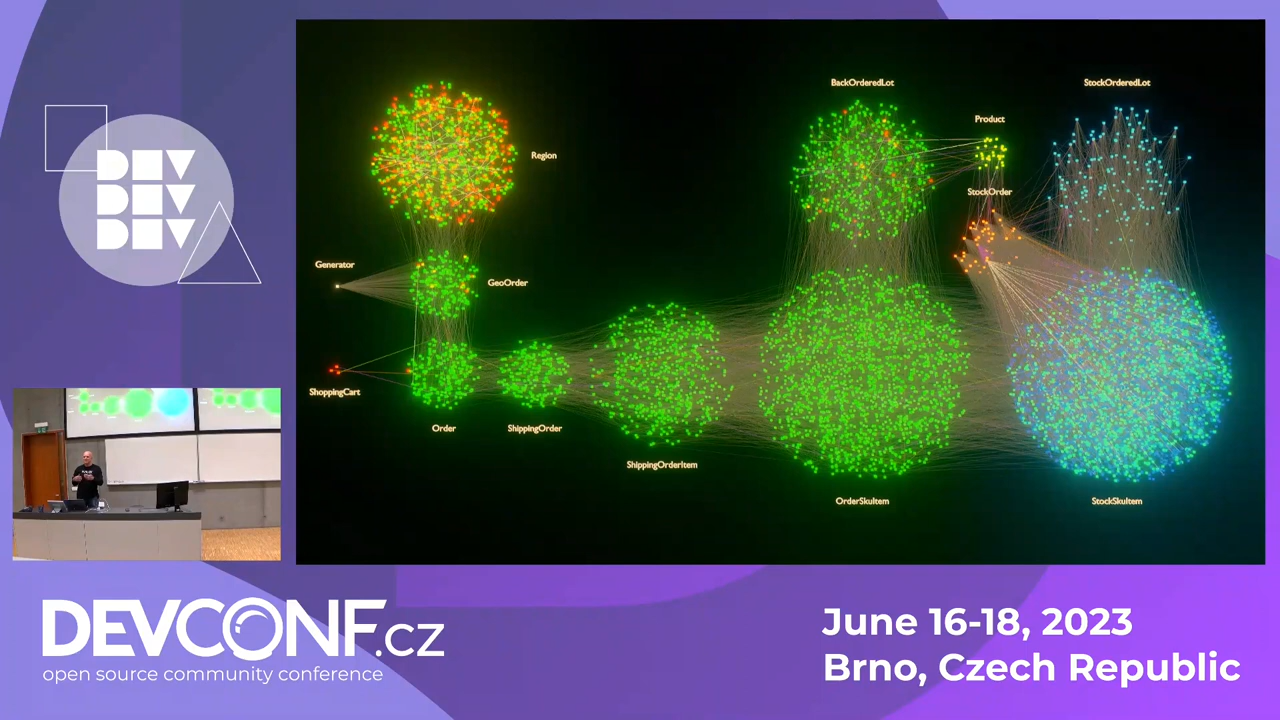 DEV
DEV
DEV
BackOrderedLot
StockOrderedLot
Product
Region
StockOrder
Generator
GeoOrder
ShoppingCart
Order
ShippingOrder
ShippingOrderItem
OrderSkuItem
StockSkuItem
DEVCONF.cz
open source community conference
June 16-18, 2023
Brno, Czech Republic